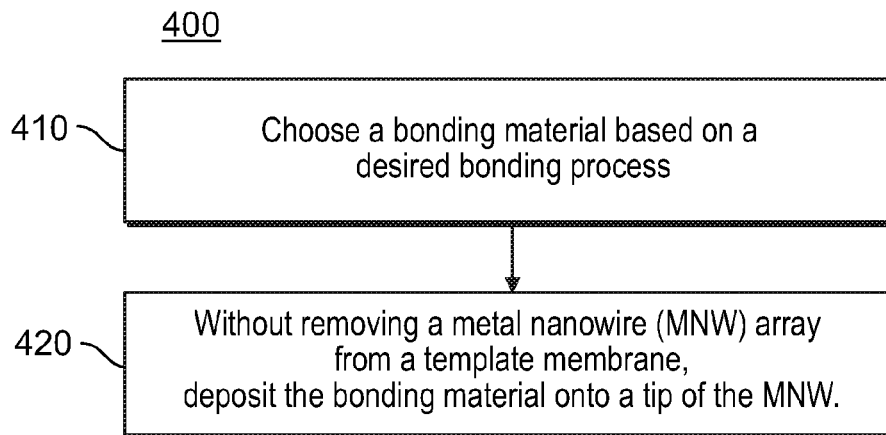 400
410
Choose a bonding material based on a
desired bonding process
420
Without removing a metal nanowire (MNW) array
from a template membrane,
deposit the bonding material onto a tip of the MNW.